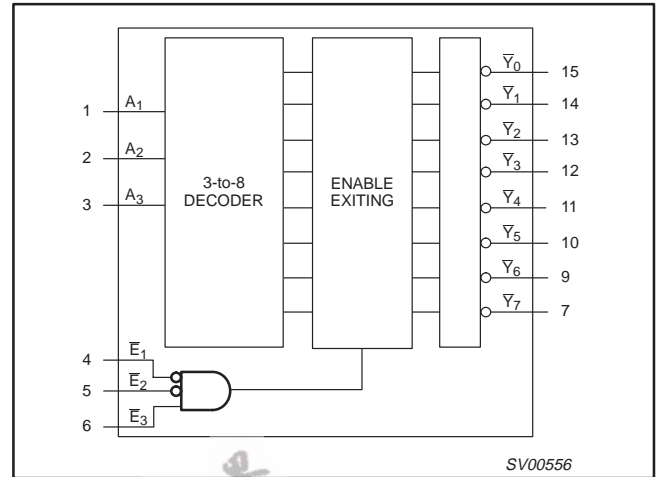 1 A₁
2 A₂
3 A₃
3-to-8
DECODER
ENABLE
EXITING
Y̅₀ 15
Y̅₁ 14
Y̅₂ 13
Y̅₃ 12
Y̅₄ 11
Y̅₅ 10
Y̅₆ 9
Y̅₇ 7
4 E̅₁
5 E̅₂
6 E̅₃
SV00556